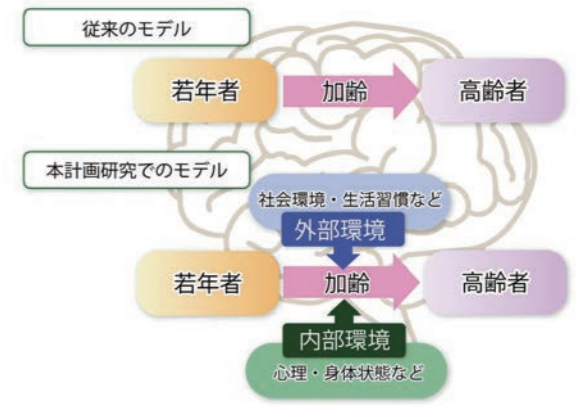 従来のモデル
若年者 加齢 高齢者
本計画研究でのモデル
社会環境・生活習慣など
外部環境
若年者 加齢 高齢者
内部環境
心理・身体状態など